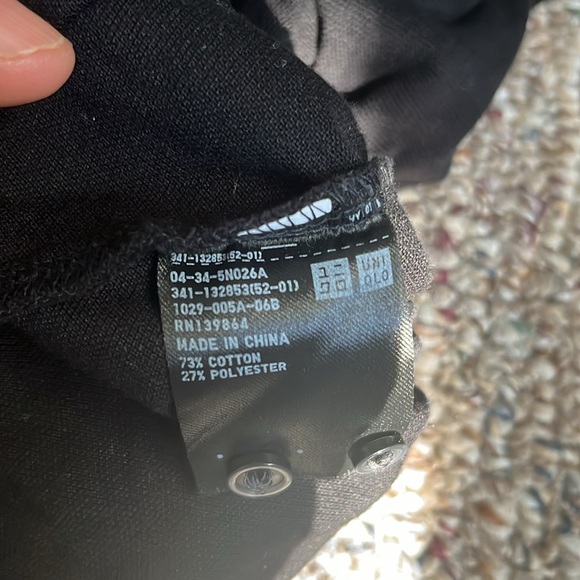 341-132853(52-01)
04-34-5N026A
341-132853(52-01)
1029-005A-06B
RN139864
MADE IN CHINA
73% COTTON
27% POLYESTER
ユニ
クロ
UNI
QLO